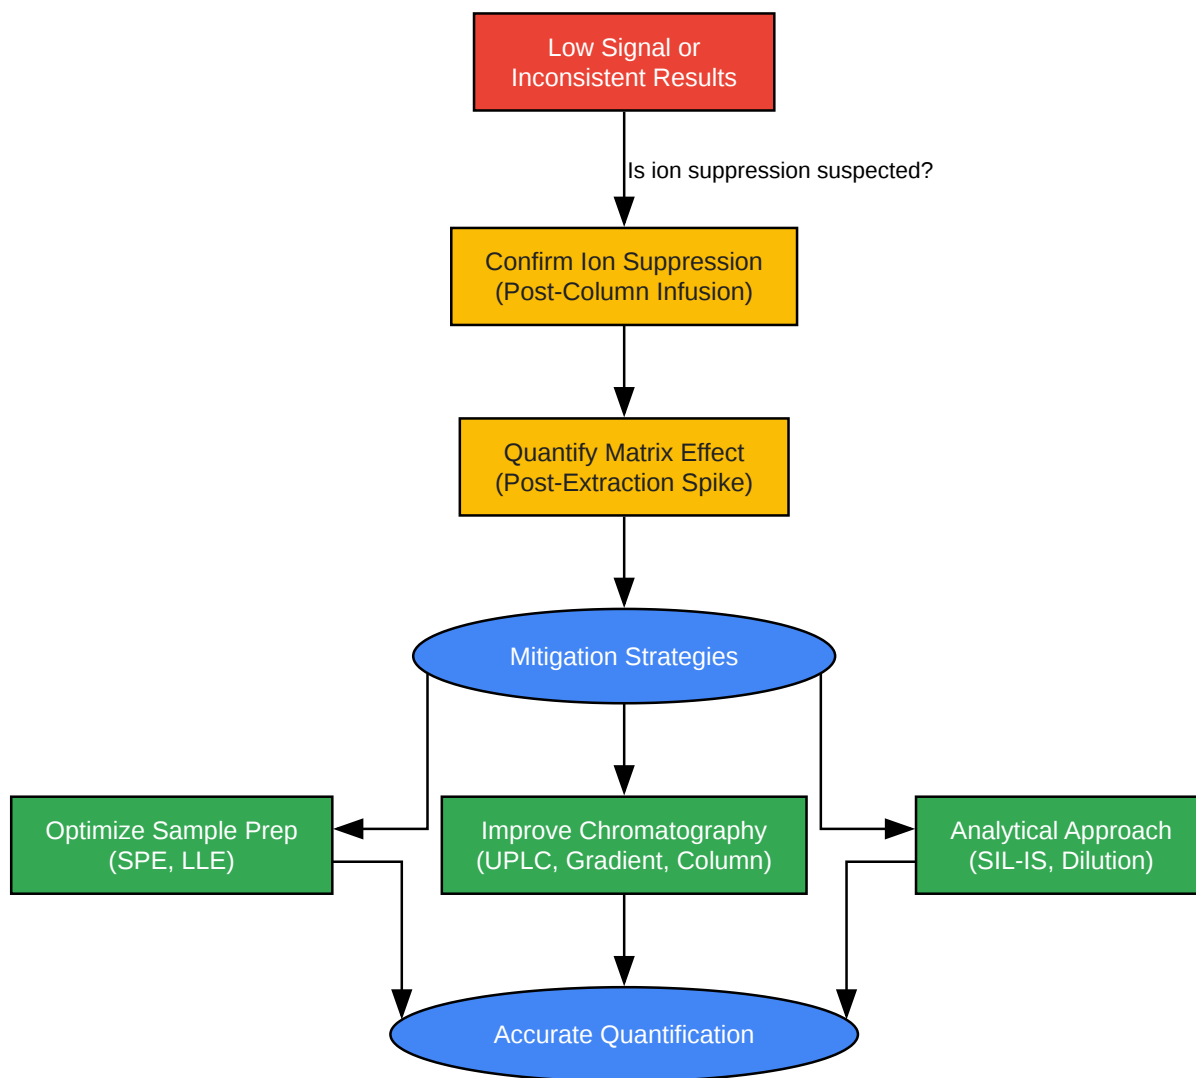 Low Signal or
Inconsistent Results
Is ion suppression suspected?
Confirm Ion Suppression
(Post-Column Infusion)
Quantify Matrix Effect
(Post-Extraction Spike)
Mitigation Strategies
Optimize Sample Prep
(SPE, LLE)
Improve Chromatography
(UPLC, Gradient, Column)
Analytical Approach
(SIL-IS, Dilution)
Accurate Quantification